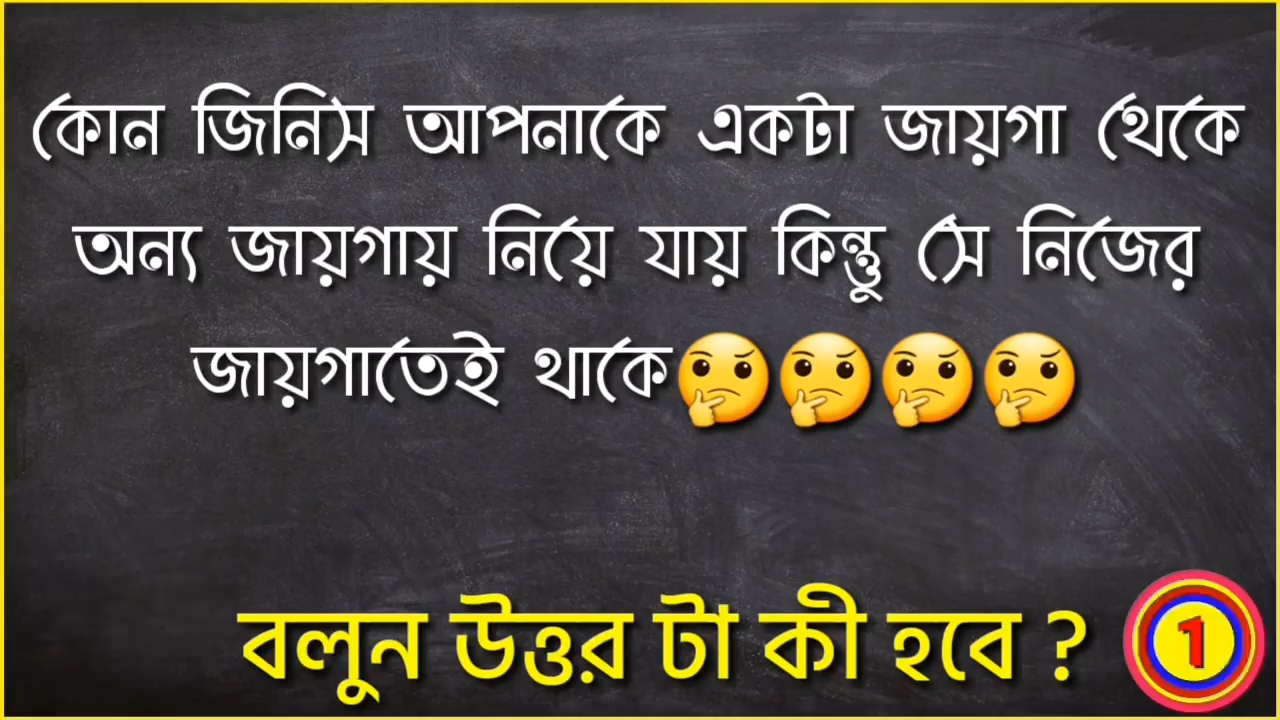 কোন জিনিস আপনাকে একটা জায়গা থেকে
অন্য জায়গায় নিয়ে যায় কিন্তু সে নিজের
জায়গাতেই থাকে🤔🤔🤔🤔
বলুন উত্তর টা কী হবে ?
1